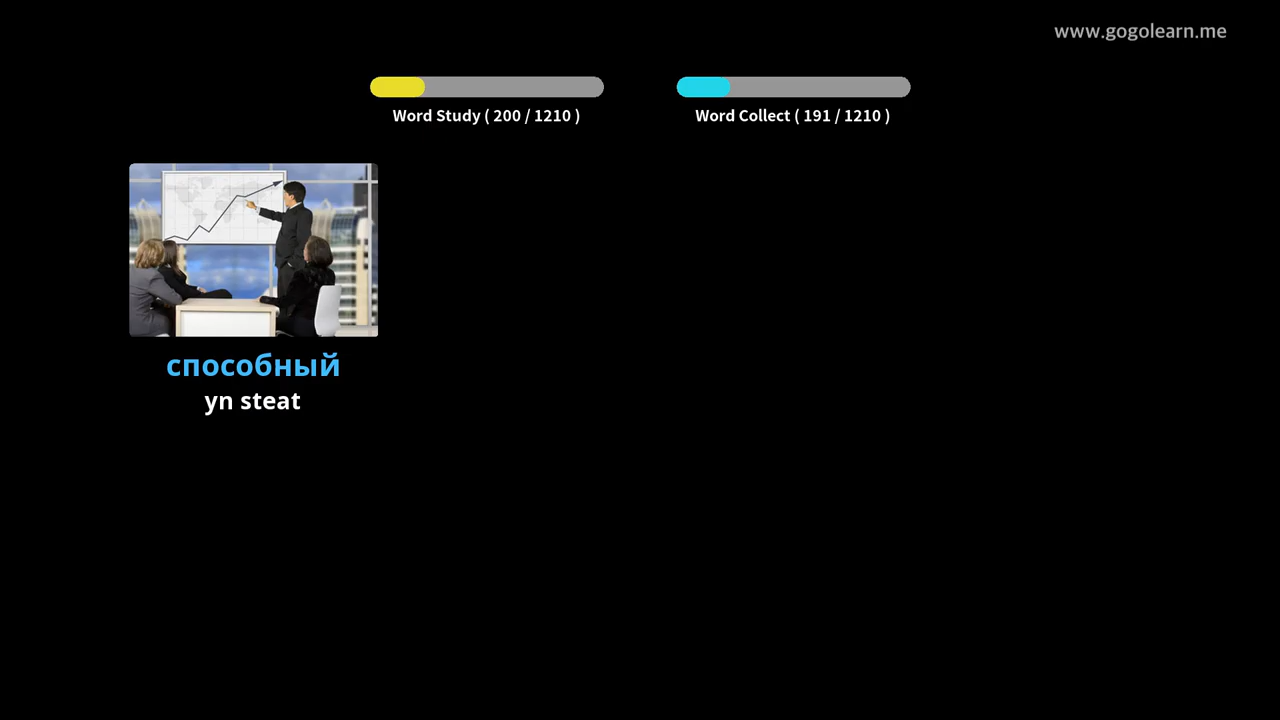 www.gogolearn.me
Word Study ( 200 / 1210 )
Word Collect ( 191 / 1210 )
способный
yn steat